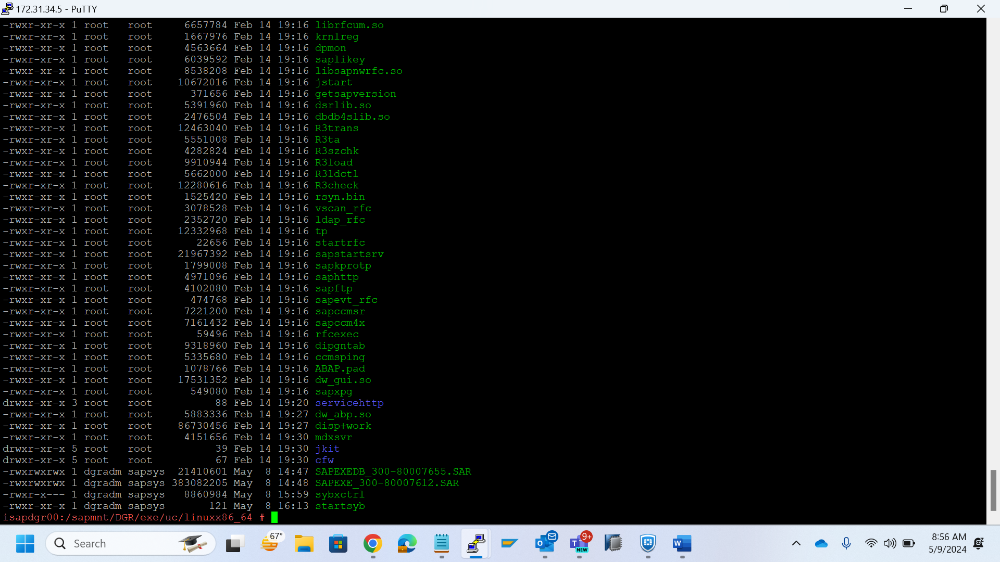 172.31.34.5 - PuTTY
-rwxr-xr-x 1 root   root     6657784 Feb 14 19:16 librfcum.so
-rwxr-xr-x 1 root   root     1667976 Feb 14 19:16 krnlreg
-rwxr-xr-x 1 root   root     4563664 Feb 14 19:16 dpmon
-rwxr-xr-x 1 root   root     6039592 Feb 14 19:16 saplikey
-rwxr-xr-x 1 root   root     8538208 Feb 14 19:16 libsapnwrfc.so
-rwxr-xr-x 1 root   root    10672016 Feb 14 19:16 jstart
-rwxr-xr-x 1 root   root      371656 Feb 14 19:16 getsapversion
-rwxr-xr-x 1 root   root     5391960 Feb 14 19:16 dsrlib.so
-rwxr-xr-x 1 root   root     2476504 Feb 14 19:16 dbdb4slib.so
-rwxr-xr-x 1 root   root    12463040 Feb 14 19:16 R3trans
-rwxr-xr-x 1 root   root     5551008 Feb 14 19:16 R3ta
-rwxr-xr-x 1 root   root     4282824 Feb 14 19:16 R3szchk
-rwxr-xr-x 1 root   root     9910944 Feb 14 19:16 R3load
-rwxr-xr-x 1 root   root     5662000 Feb 14 19:16 R3ldctl
-rwxr-xr-x 1 root   root    12280616 Feb 14 19:16 R3check
-rwxr-xr-x 1 root   root     1525420 Feb 14 19:16 rsyn.bin
-rwxr-xr-x 1 root   root     3078528 Feb 14 19:16 vscan_rfc
-rwxr-xr-x 1 root   root     2352720 Feb 14 19:16 ldap_rfc
-rwxr-xr-x 1 root   root    12332968 Feb 14 19:16 tp
-rwxr-xr-x 1 root   root       22656 Feb 14 19:16 startrfc
-rwxr-xr-x 1 root   root    21967392 Feb 14 19:16 sapstartsrv
-rwxr-xr-x 1 root   root     1799008 Feb 14 19:16 sapkprotp
-rwxr-xr-x 1 root   root     4971096 Feb 14 19:16 saphttp
-rwxr-xr-x 1 root   root     4102080 Feb 14 19:16 sapftp
-rwxr-xr-x 1 root   root      474768 Feb 14 19:16 sapevt_rfc
-rwxr-xr-x 1 root   root     7221200 Feb 14 19:16 sapccmsr
-rwxr-xr-x 1 root   root     7161432 Feb 14 19:16 sapccm4x
-rwxr-xr-x 1 root   root       59496 Feb 14 19:16 rfcexec
-rwxr-xr-x 1 root   root     9318960 Feb 14 19:16 dipgntab
-rwxr-xr-x 1 root   root     5335680 Feb 14 19:16 ccmsping
-rwxr-xr-x 1 root   root     1078766 Feb 14 19:16 ABAP.pad
-rwxr-xr-x 1 root   root    17531352 Feb 14 19:16 dw_gui.so
-rwxr-xr-x 1 root   root      549080 Feb 14 19:16 sapxpg
drwxr-xr-x 3 root   root          88 Feb 14 19:20 servicehttp
-rwxr-xr-x 1 root   root     5883336 Feb 14 19:27 dw_abp.so
-rwxr-xr-x 1 root   root    86730456 Feb 14 19:27 disp+work
-rwxr-xr-x 1 root   root     4151656 Feb 14 19:30 mdxsvr
drwxr-xr-x 5 root   root          39 Feb 14 19:30 jkit
drwxr-xr-x 5 root   root          67 Feb 14 19:30 cfw
-rwxrwxrwx 1 dgradm sapsys  21410601 May  8 14:47 SAPEXEDB_300-80007655.SAR
-rwxrwxrwx 1 dgradm sapsys 383082205 May  8 14:48 SAPEXE_300-80007612.SAR
-rwxr-x--- 1 dgradm sapsys   8860984 May  8 15:59 sybxctrl
-rwxr-xr-x 1 dgradm sapsys       121 May  8 16:13 startsyb
isapdgr00:/sapmnt/DGR/exe/uc/linuxx86_64 #
Search
67°
9+
NEW
8:56 AM
5/9/2024